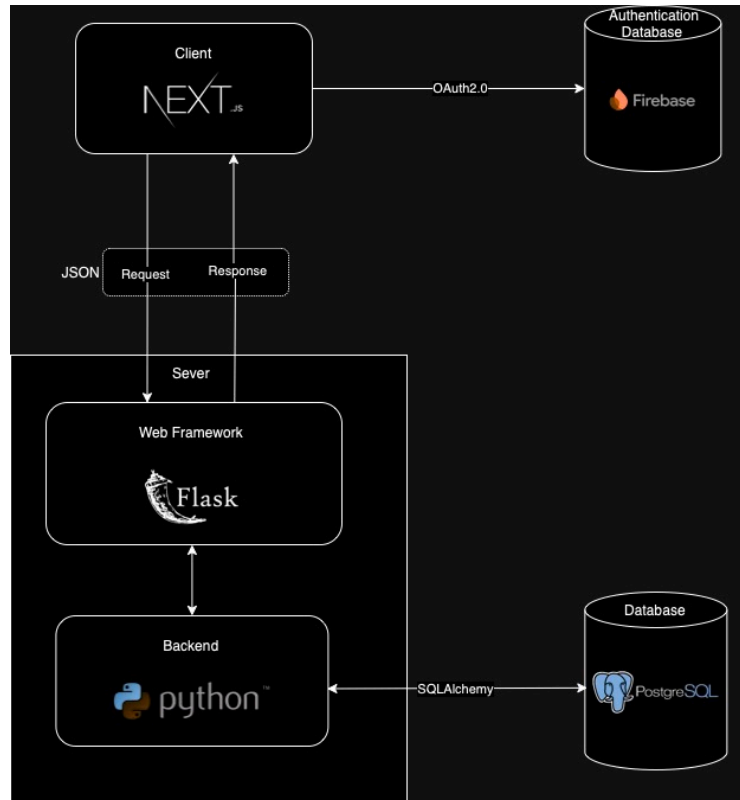 Client
NEXT.JS
OAuth2.0
Authentication
Database
Firebase
JSON
Request
Response
Sever
Web Framework
Flask
Backend
python™
SQLAlchemy
Database
PostgreSQL